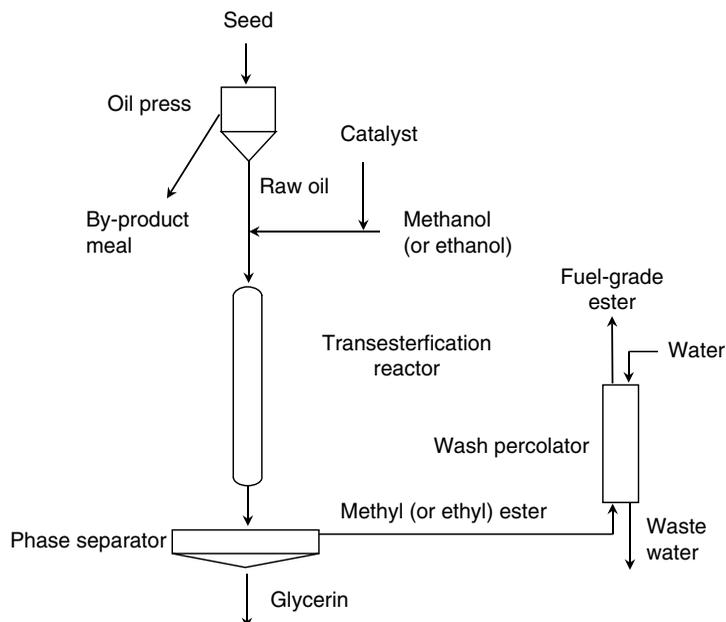 Seed
Oil press
Catalyst
Raw oil
By-product
meal
Methanol
(or ethanol)
Fuel-grade
ester
Transesterfication
reactor
Water
Wash percolator
Methyl (or ethyl) ester
Phase separator
Waste
water
Glycerin